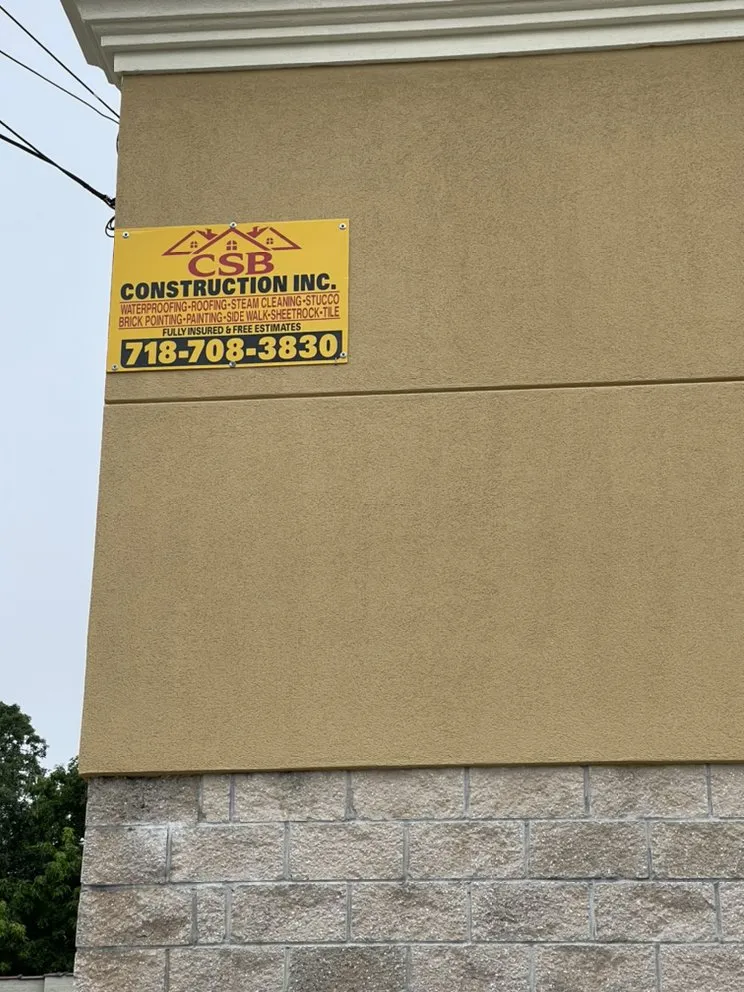 CSB
CONSTRUCTION INC.
WATERPROOFING-ROOFING-STEAM CLEANING-STUCCO
BRICK POINTING-PAINTING-SIDE WALK-SHEETROCK-TILE
FULLY INSURED & FREE ESTIMATES
718-708-3830